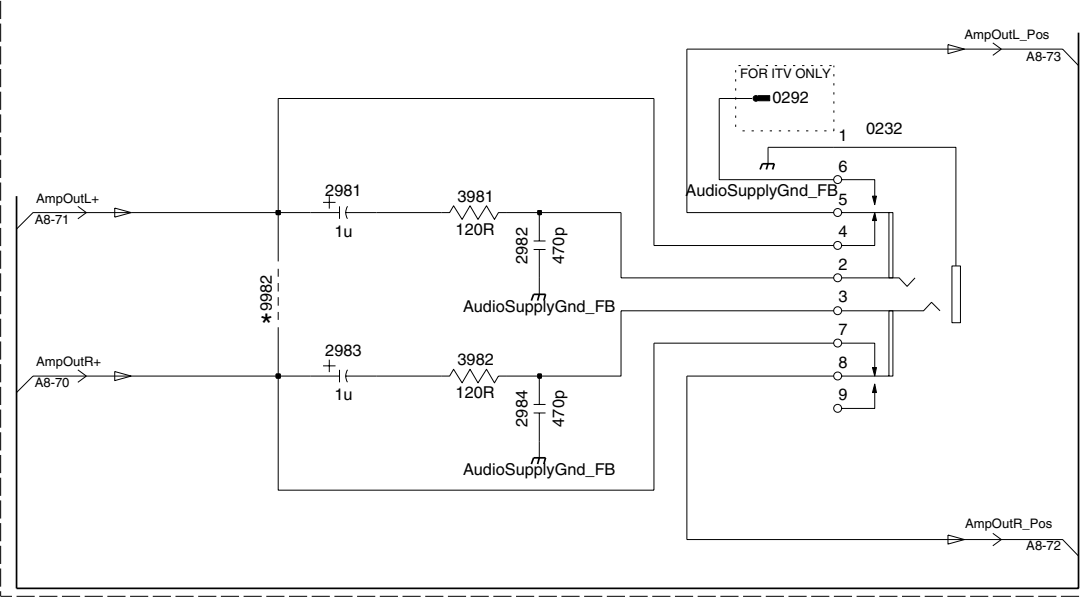 AmpOutL_Pos
A8-73
FOR ITV ONLY
0292
1
0232
6
AudioSupplyGnd_FB
5
4
2
3
7
8
9
AmpOutL+
A8-71
2981
+
1u
3981
120R
2982
470p
AudioSupplyGnd_FB
*9982
AmpOutR+
A8-70
2983
+
1u
3982
120R
2984
470p
AudioSupplyGnd_FB
AmpOutR_Pos
A8-72